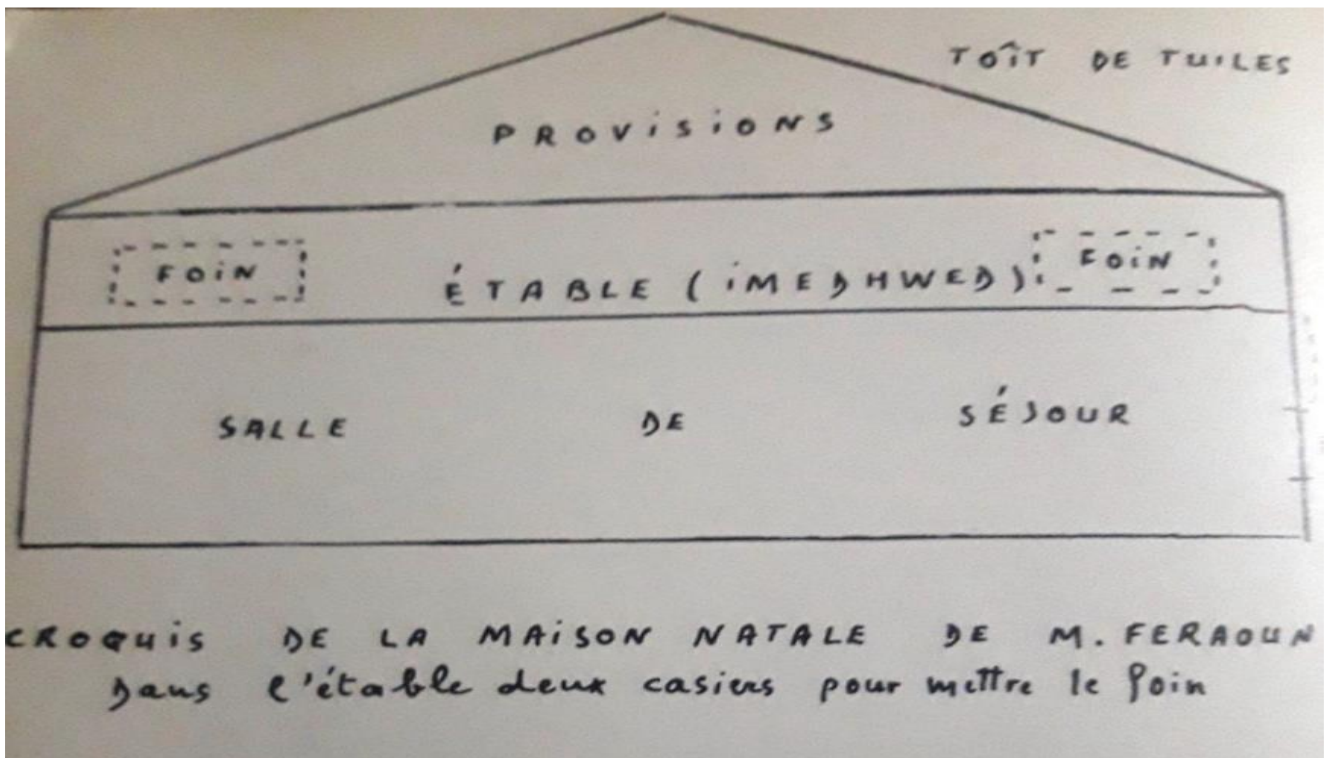 TOÎT DE TUILES
PROVISIONS
FOIN
FOIN
ÉTABLE (IMEDHWED)
SALLE DE SÉJOUR
CROQUIS DE LA MAISON NATALE DE M. FERAOUN
Dans l'étable deux casiers pour mettre le foin